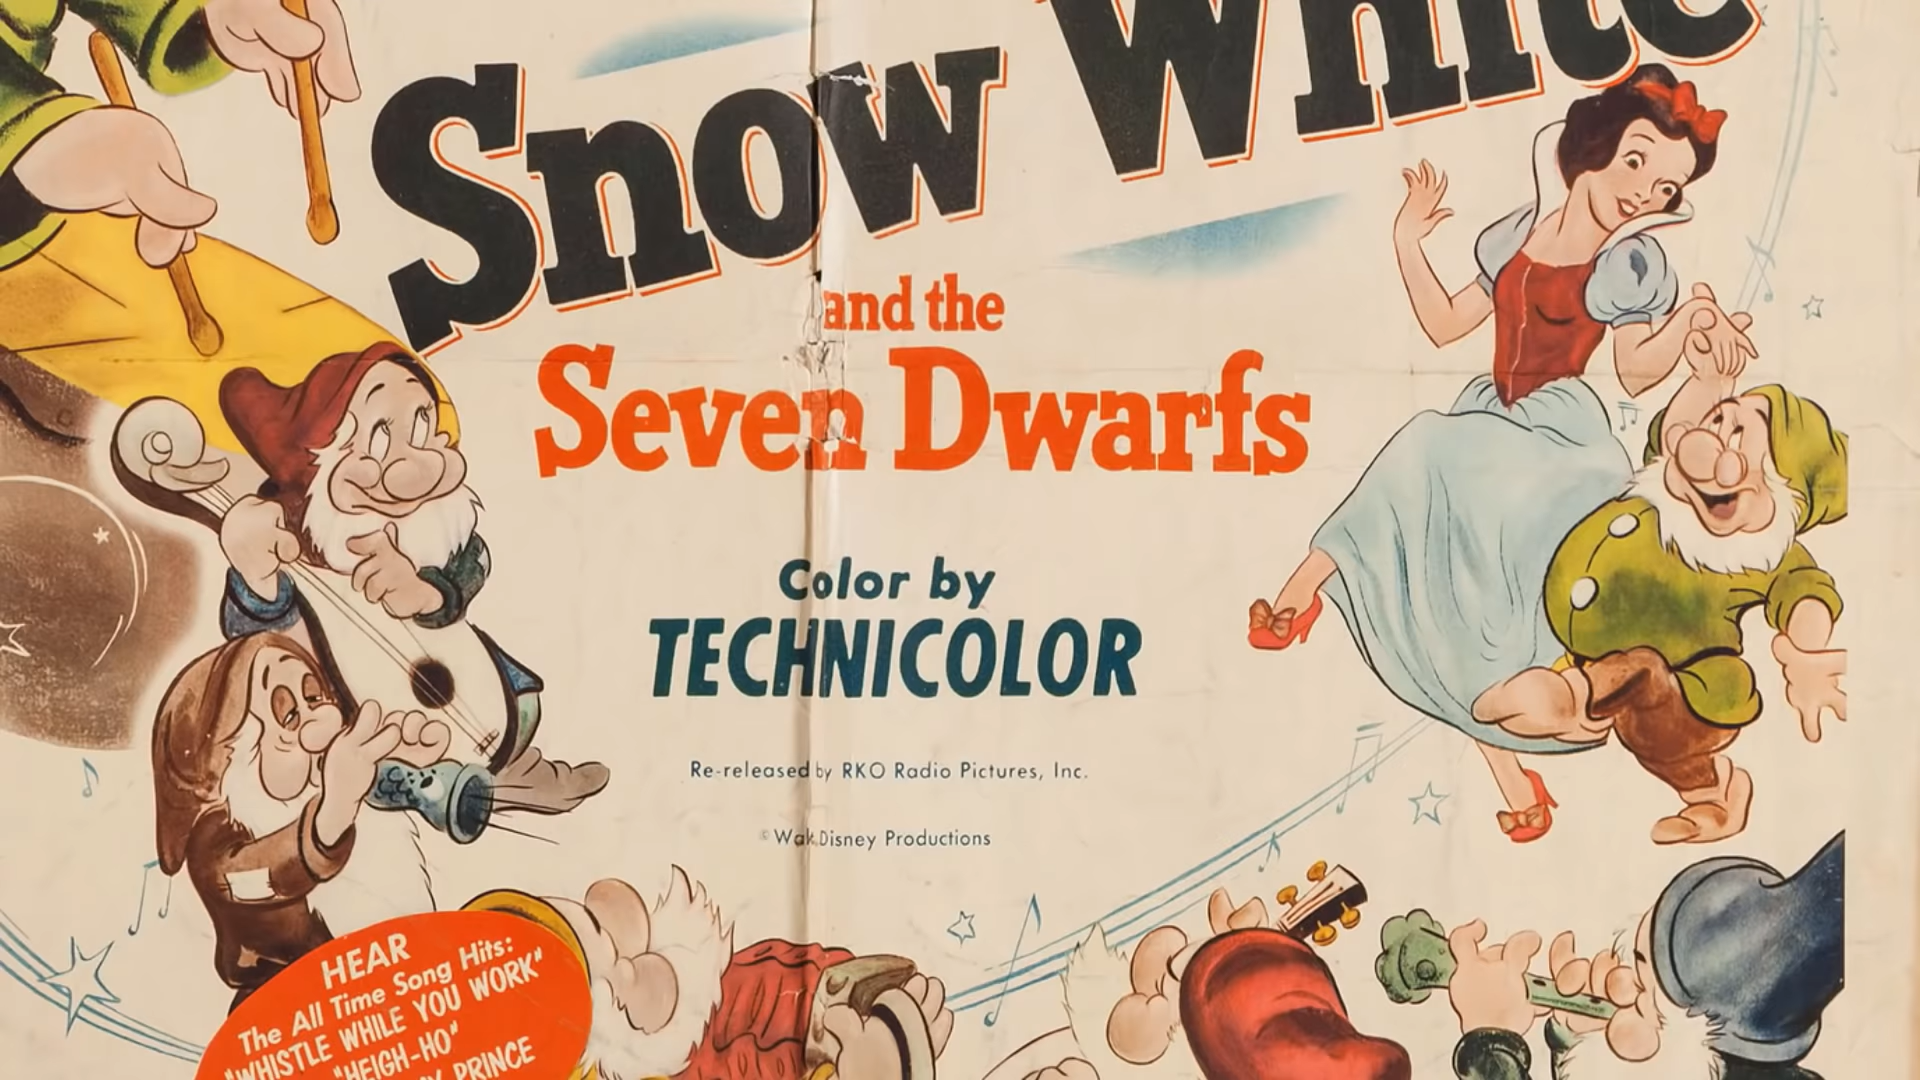 Snow White
and the
Seven Dwarfs
Color by
TECHNICOLOR
Re-released by RKO Radio Pictures, Inc.
© Walt Disney Productions
HEAR
The All Time Song Hits:
"WHISTLE WHILE YOU WORK"
"HEIGH-HO"
PRINCE